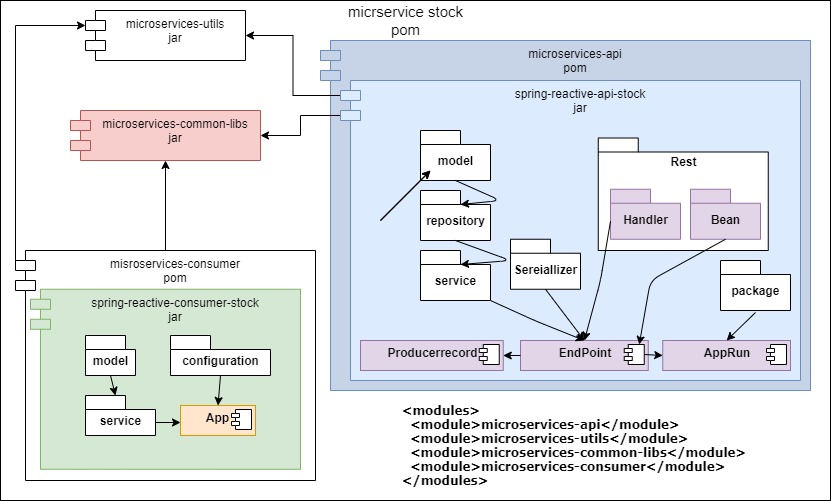 micrservice stock
pom
microservices-utils
jar
microservices-api
pom
spring-reactive-api-stock
jar
microservices-common-libs
jar
model
Rest
repository
Handler
Bean
service
Sereiallizer
package
Producerrecord
EndPoint
AppRun
misroservices-consumer
pom
spring-reactive-consumer-stock
jar
model
configuration
service
App
<modules>
<module>microservices-api</module>
<module>microservices-utils</module>
<module>microservices-common-libs</module>
<module>microservices-consumer</module>
</modules>